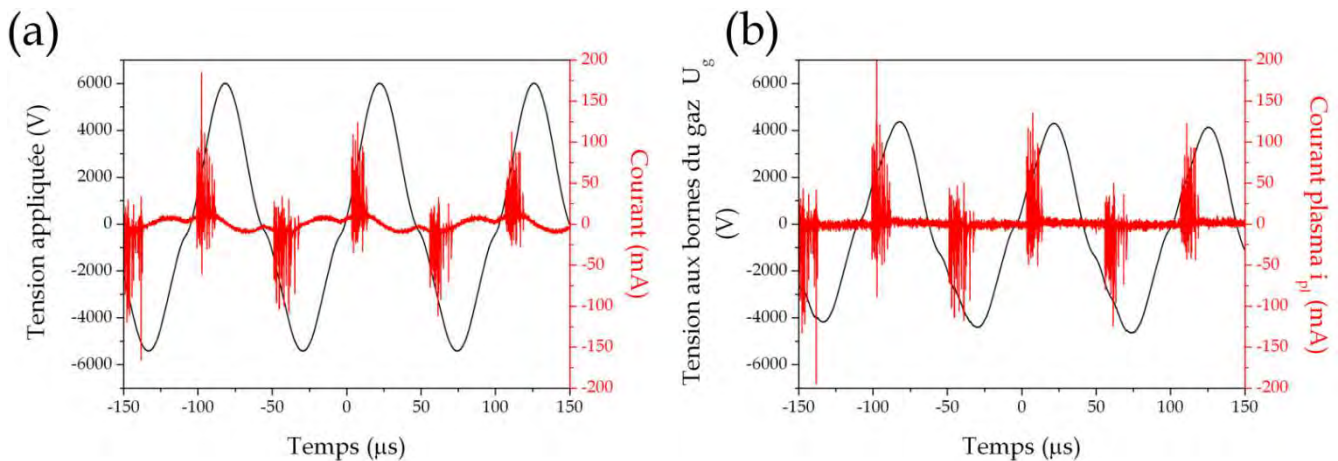 (a)
Tension appliquée (V)
6000
4000
2000
0
-2000
-4000
-6000
200
150
100
50
0
-50
-100
-150
-200
Courant (mA)
-150 -100 -50 0 50 100 150
Temps (µs)
(b)
Tension aux bornes du gaz U_g
(V)
6000
4000
2000
0
-2000
-4000
-6000
200
150
100
50
0
-50
-100
-150
-200
Courant plasma i_pl (mA)
-150 -100 -50 0 50 100 150
Temps (µs)